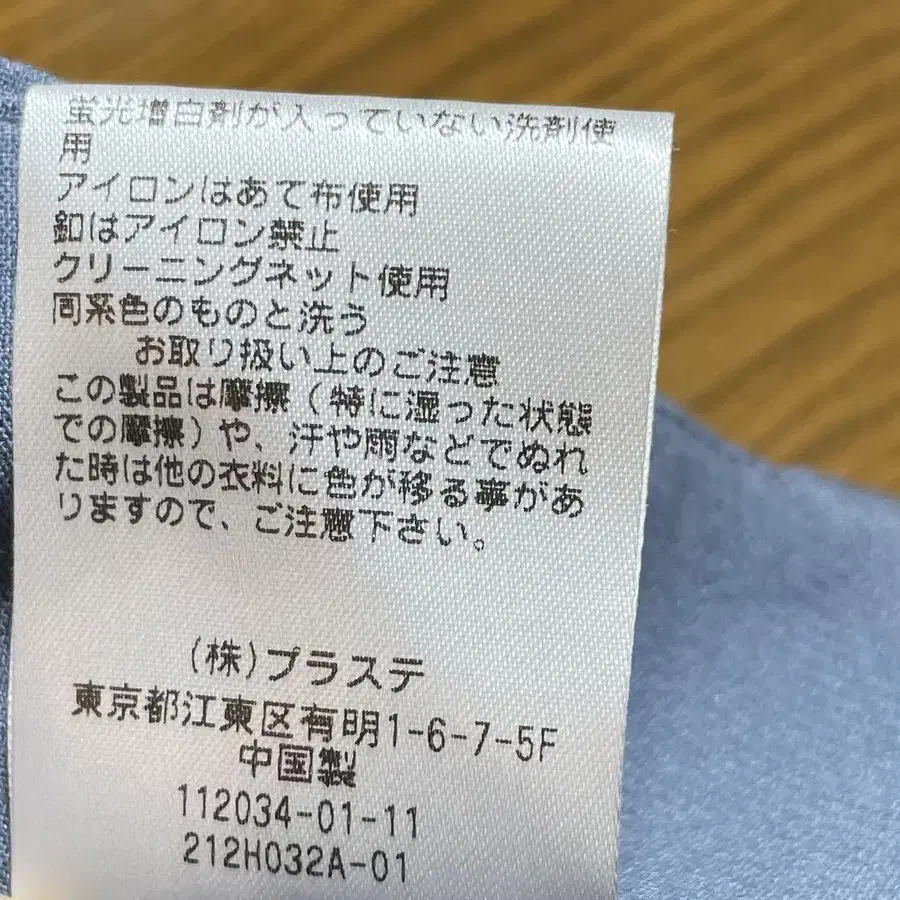 蛍光増白剤が入っていない洗剤使
用
アイロンはあて布使用
釦はアイロン禁止
クリーニングネット使用
同系色のものと洗う
お取り扱い上のご注意
この製品は摩擦（特に湿った状態
での摩擦）や、汗や雨などでぬれ
た時は他の衣料に色が移る事があ
りますので、ご注意下さい。
(株)プラステ
東京都江東区有明1-6-7-5F
中国製
112034-01-11
212H032A-01